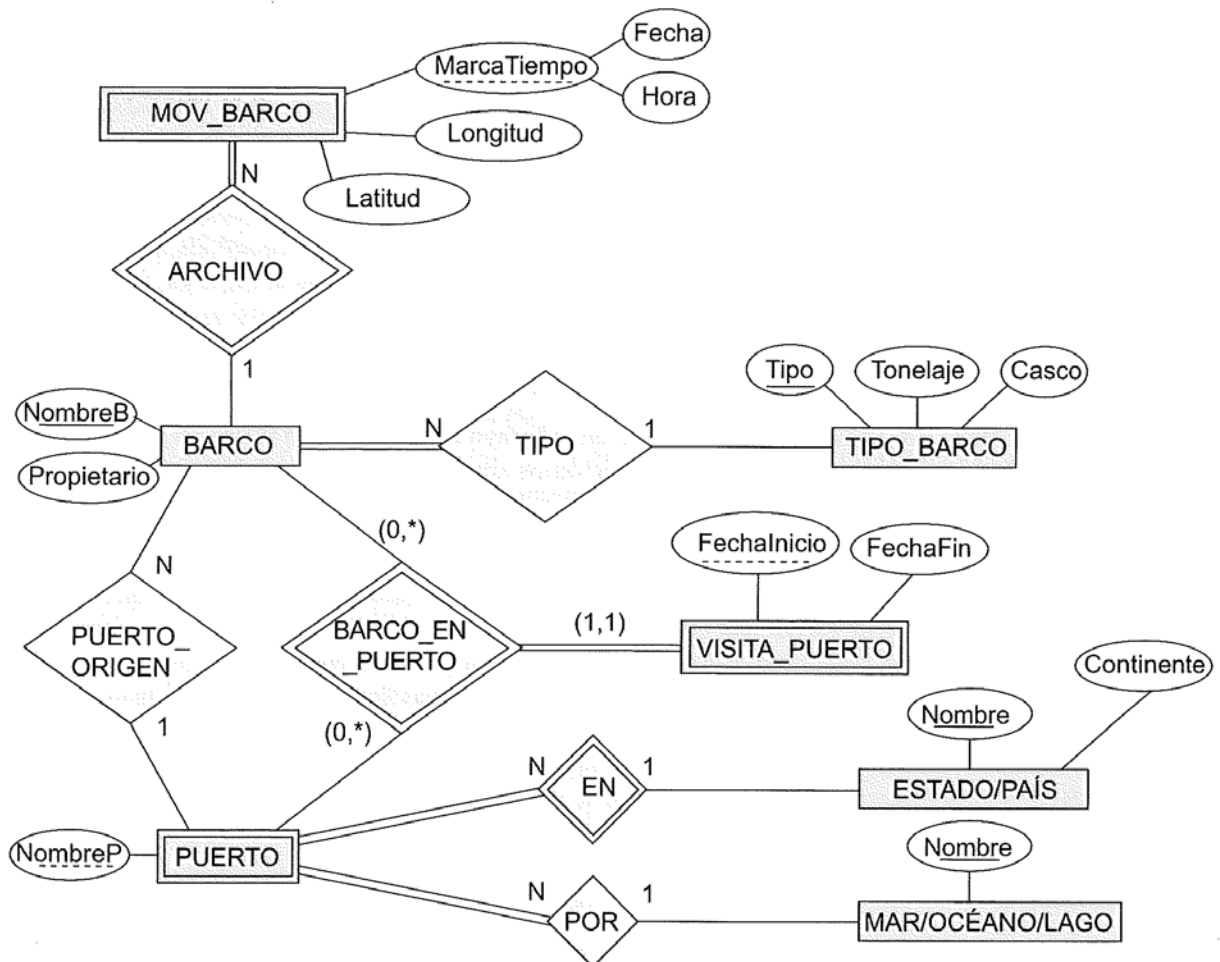 Fecha
MarcaTiempo
MOV_BARCO
Hora
Longitud
N
Latitud
ARCHIVO
1
Tipo
Tonelaje
Casco
NombreB
N
1
BARCO
TIPO
TIPO_BARCO
Propietario
(0,*)
FechaInicio
FechaFin
N
PUERTO_
ORIGEN
BARCO_EN
_PUERTO
(1,1)
VISITA_PUERTO
Continente
1
(0,*)
Nombre
N
EN
1
ESTADO/PAÍS
NombreP
PUERTO
Nombre
N
POR
1
MAR/OCÉANO/LAGO